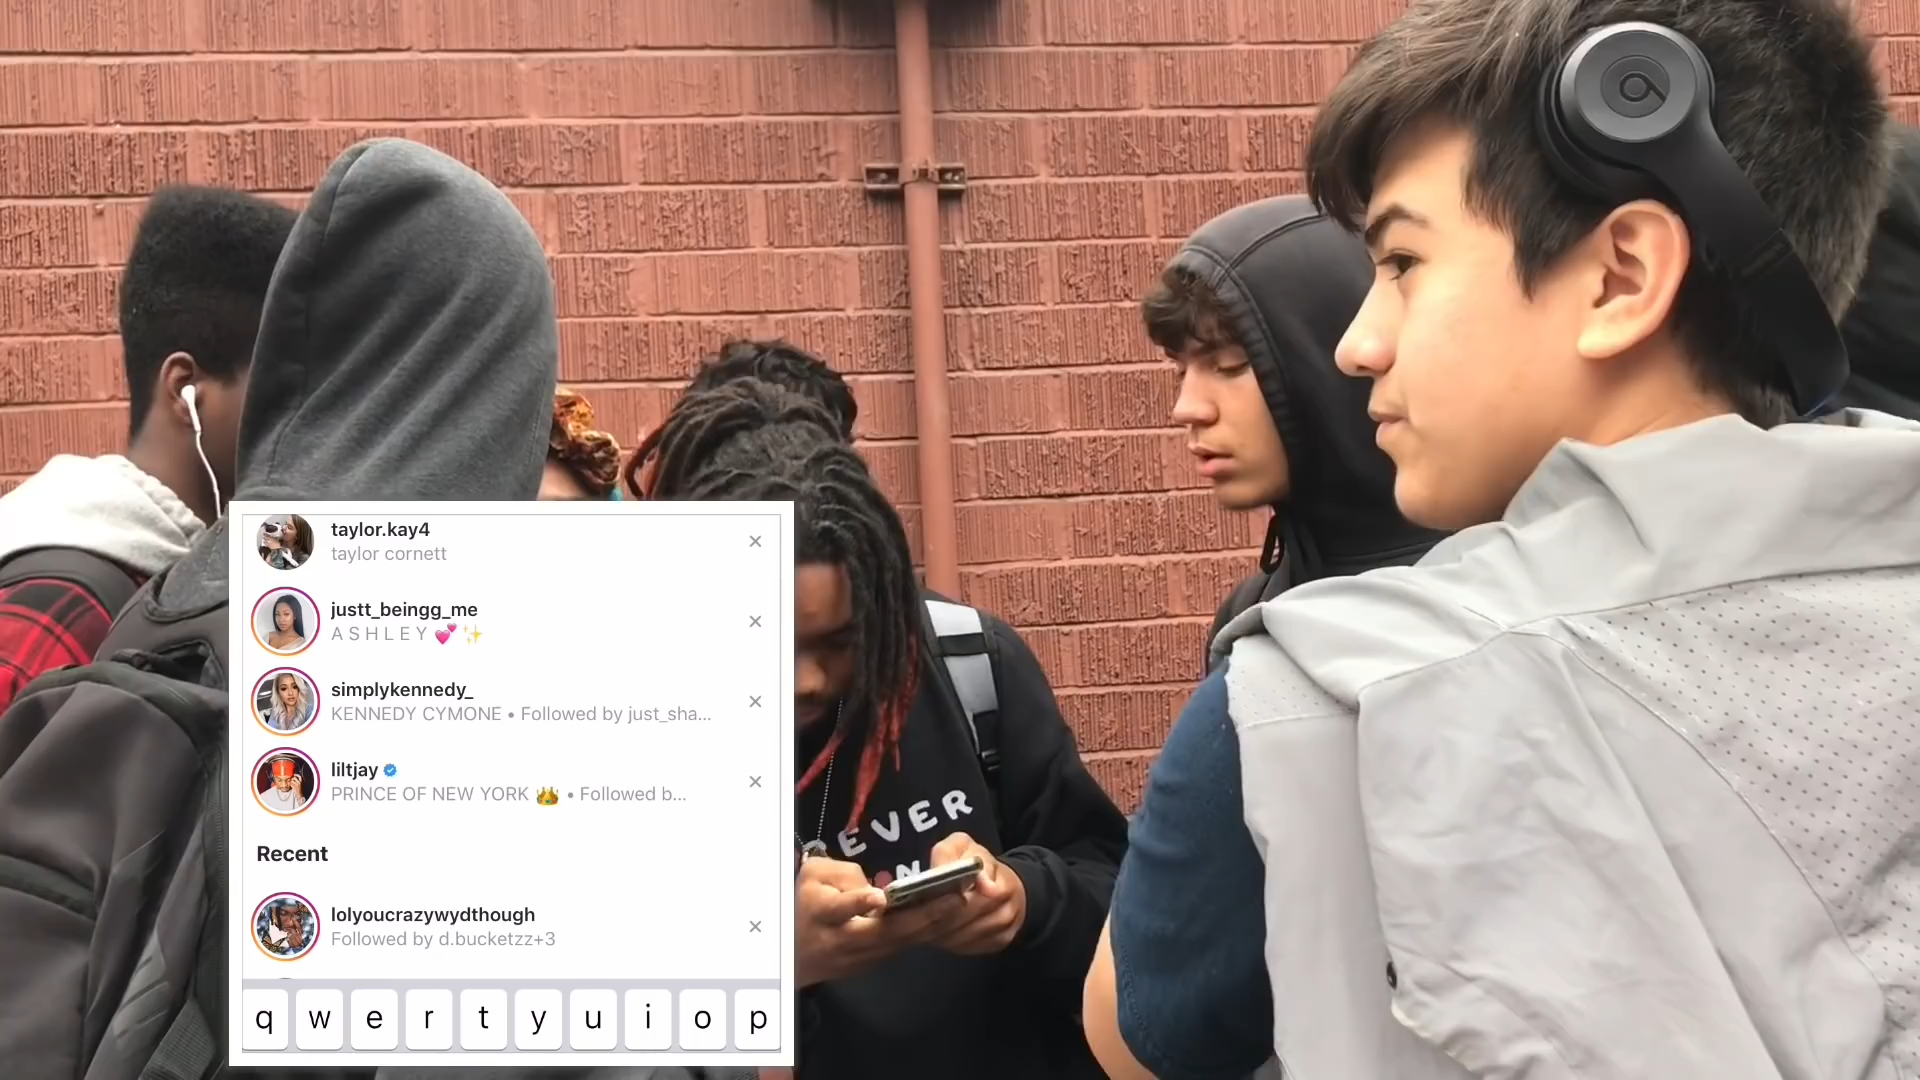 taylor.kay4
taylor cornett
justt_beingg_me
A S H L E Y 💕✨
simplykennedy_
KENNEDY CYMONE • Followed by just_sha...
liltjay
PRINCE OF NEW YORK 👑 • Followed b...
Recent
lolyoucrazywydthough
Followed by d.bucketzz+3
q w e r t y u i o p
EVER